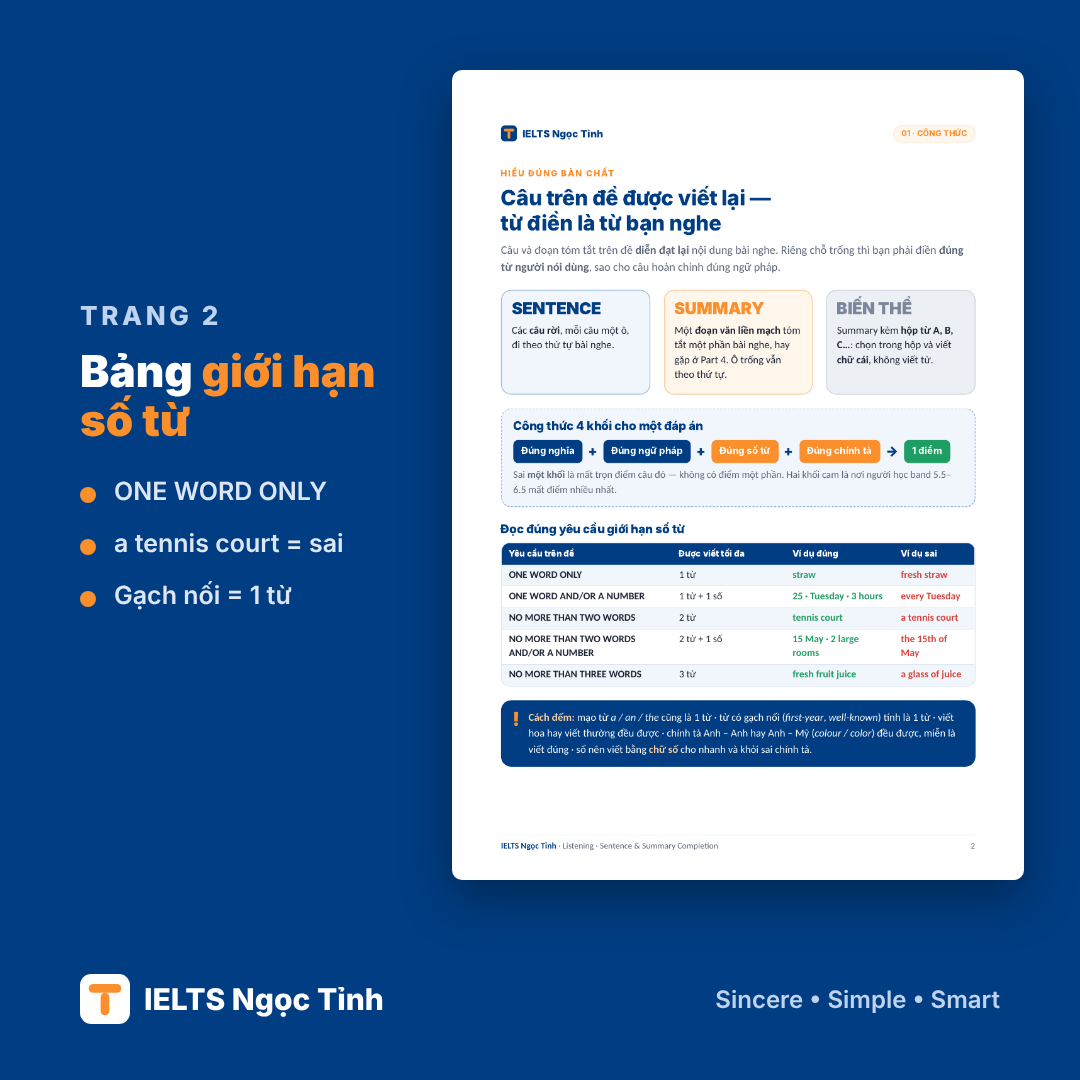 TRANG 2
Bảng giới hạn
số từ
ONE WORD ONLY
a tennis court = sai
Gạch nối = 1 từ
IELTS Ngọc Tỉnh
01 · CÔNG THỨC
HIỂU ĐÚNG BẢN CHẤT
Câu trên đề được viết lại —
từ điền là từ bạn nghe
Câu và đoạn tóm tắt trên đề diễn đạt lại nội dung bài nghe. Riêng chỗ trống thì bạn phải điền đúng
từ người nói dùng, sao cho câu hoàn chỉnh đúng ngữ pháp.
SENTENCE
Các câu rời, mỗi câu một ô,
đi theo thứ tự bài nghe.
SUMMARY
Một đoạn văn liền mạch tóm
tắt một phần bài nghe, hay
gặp ở Part 4. Ô trống vẫn
theo thứ tự.
BIẾN THỂ
Summary kèm hộp từ A, B,
C…: chọn trong hộp và viết
chữ cái, không viết từ.
Công thức 4 khối cho một đáp án
Đúng nghĩa + Đúng ngữ pháp + Đúng số từ + Đúng chính tả → 1 điểm
Sai một khối là mất trọn điểm câu đó — không có điểm một phần. Hai khối cam là nơi người học band 5.5–
6.5 mất điểm nhiều nhất.
Đọc đúng yêu cầu giới hạn số từ
Yêu cầu trên đề Được viết tối đa Ví dụ đúng Ví dụ sai
ONE WORD ONLY 1 từ straw fresh straw
ONE WORD AND/OR A NUMBER 1 từ + 1 số 25 · Tuesday · 3 hours every Tuesday
NO MORE THAN TWO WORDS 2 từ tennis court a tennis court
NO MORE THAN TWO WORDS 2 từ + 1 số 15 May · 2 large the 15th of
AND/OR A NUMBER rooms May
NO MORE THAN THREE WORDS 3 từ fresh fruit juice a glass of juice
! Cách đếm: mạo từ a / an / the cũng là 1 từ · từ có gạch nối (first-year, well-known) tính là 1 từ · viết
hoa hay viết thường đều được · chính tả Anh – Anh hay Anh – Mỹ (colour / color) đều được, miễn là
viết đúng · số nên viết bằng chữ số cho nhanh và khỏi sai chính tả.
IELTS Ngọc Tỉnh · Listening · Sentence & Summary Completion 2
IELTS Ngọc Tỉnh
Sincere • Simple • Smart